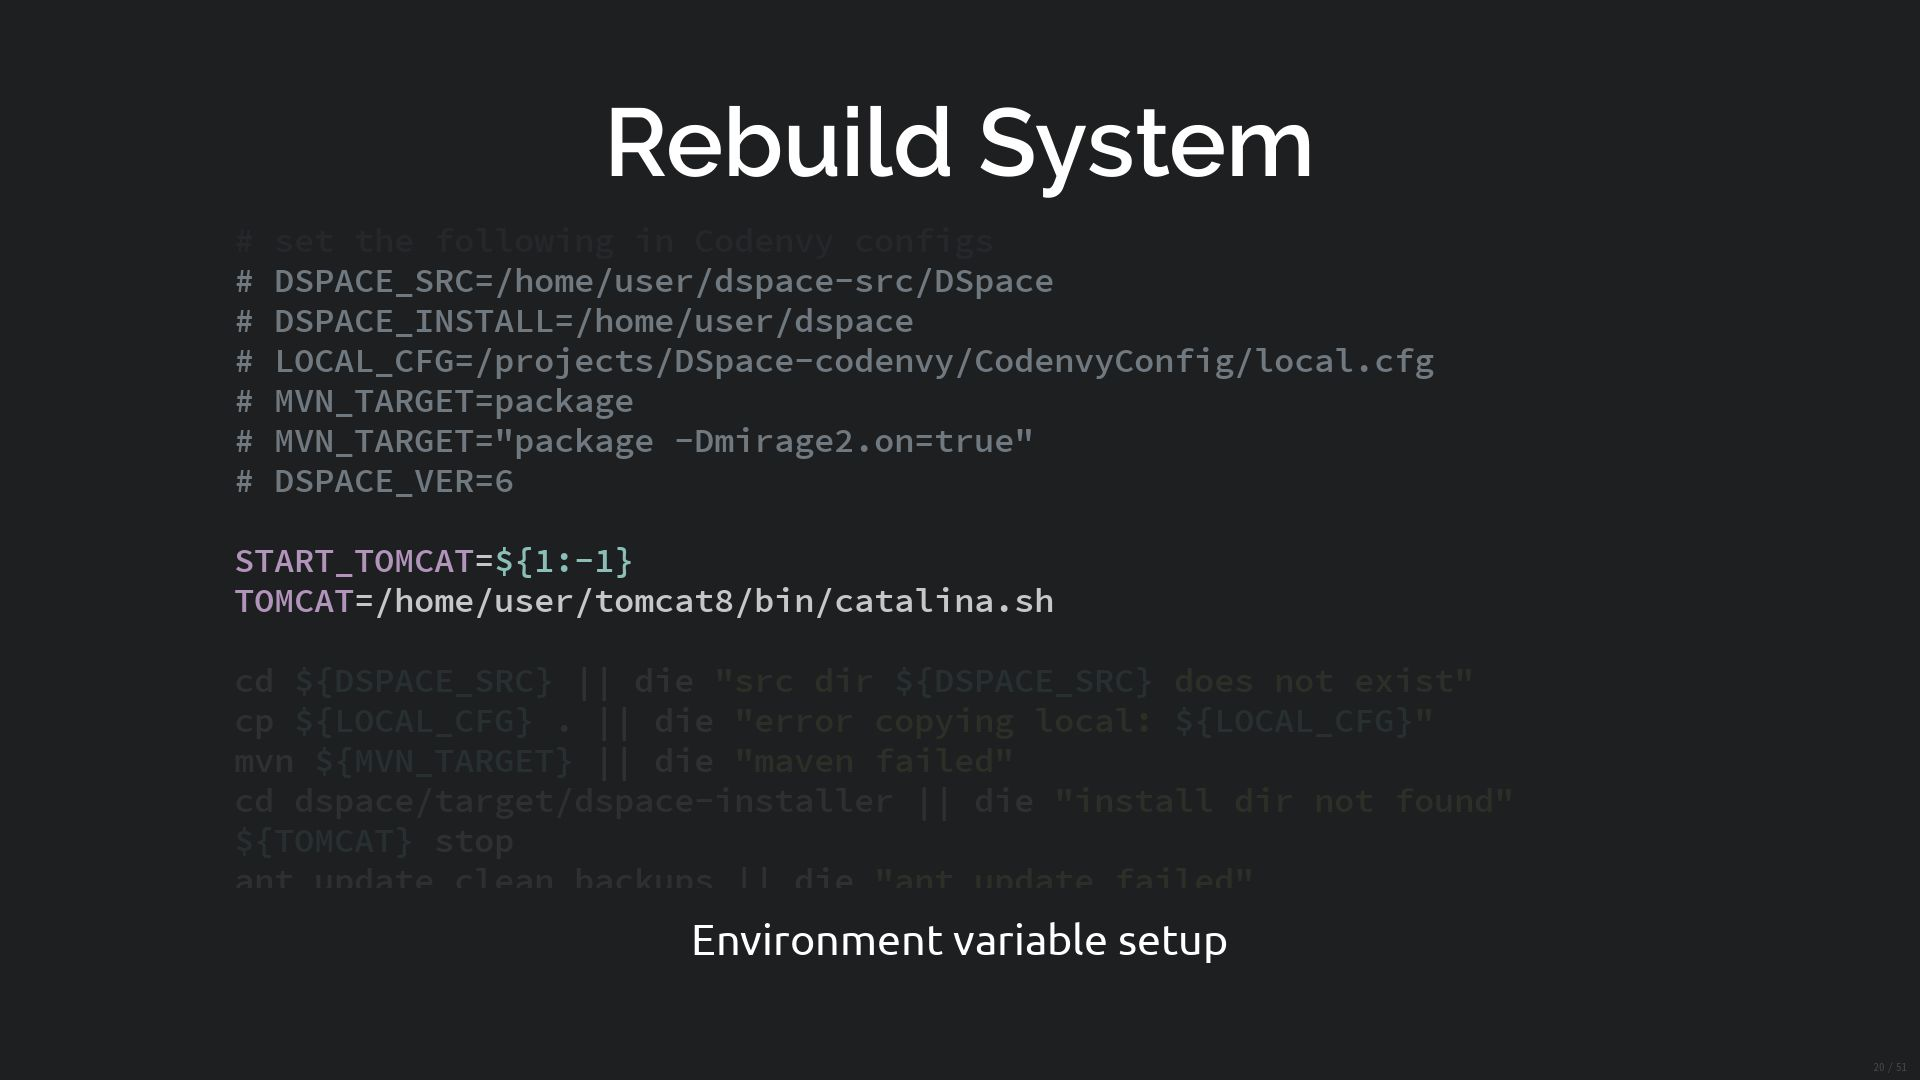 Rebuild System
# set the following in Codenvy configs
# DSPACE_SRC=/home/user/dspace-src/DSpace
# DSPACE_INSTALL=/home/user/dspace
# LOCAL_CFG=/projects/DSpace-codenvy/CodenvyConfig/local.cfg
# MVN_TARGET=package
# MVN_TARGET="package -Dmirage2.on=true"
# DSPACE_VER=6
START_TOMCAT=${1:-1}
TOMCAT=/home/user/tomcat8/bin/catalina.sh
cd ${DSPACE_SRC} || die "src dir ${DSPACE_SRC} does not exist"
cp ${LOCAL_CFG} . || die "error copying local: ${LOCAL_CFG}"
mvn ${MVN_TARGET} || die "maven failed"
cd dspace/target/dspace-installer || die "install dir not found"
${TOMCAT} stop
ant update clean_backups || die "ant update failed"
Environment variable setup
20 / 51